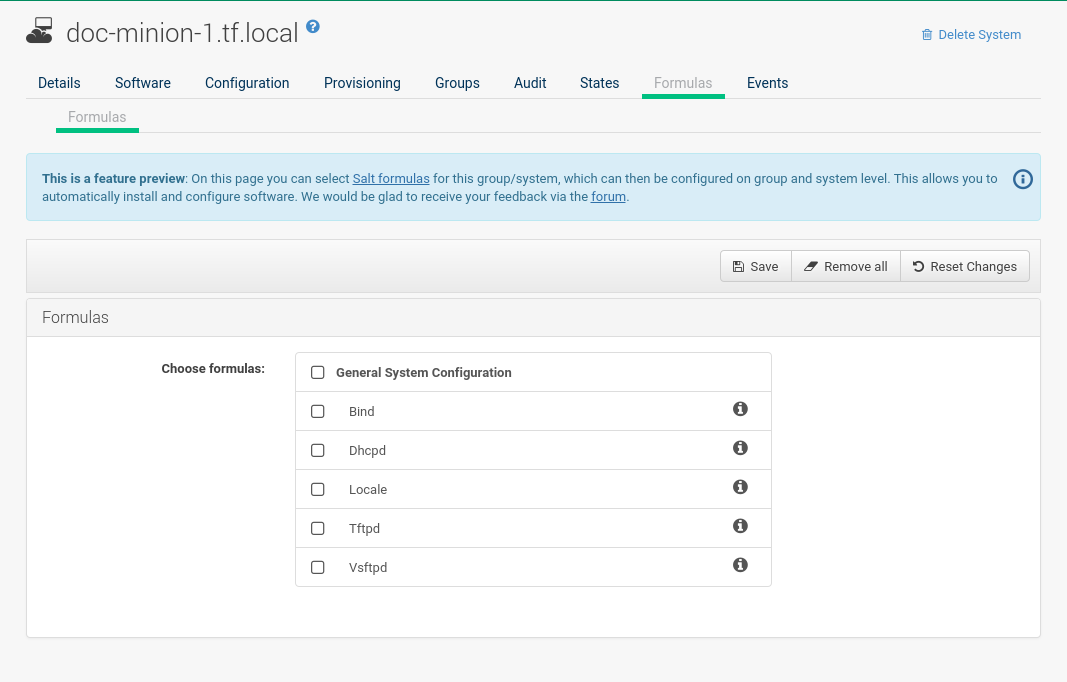 doc-minion-1.tf.local
Delete System
Details Software Configuration Provisioning Groups Audit States Formulas Events
Formulas
This is a feature preview: On this page you can select Salt formulas for this group/system, which can then be configured on group and system level. This allows you to
automatically install and configure software. We would be glad to receive your feedback via the forum.
Save Remove all Reset Changes
Formulas
Choose formulas:
General System Configuration
Bind
Dhcpd
Locale
Tftpd
Vsftpd